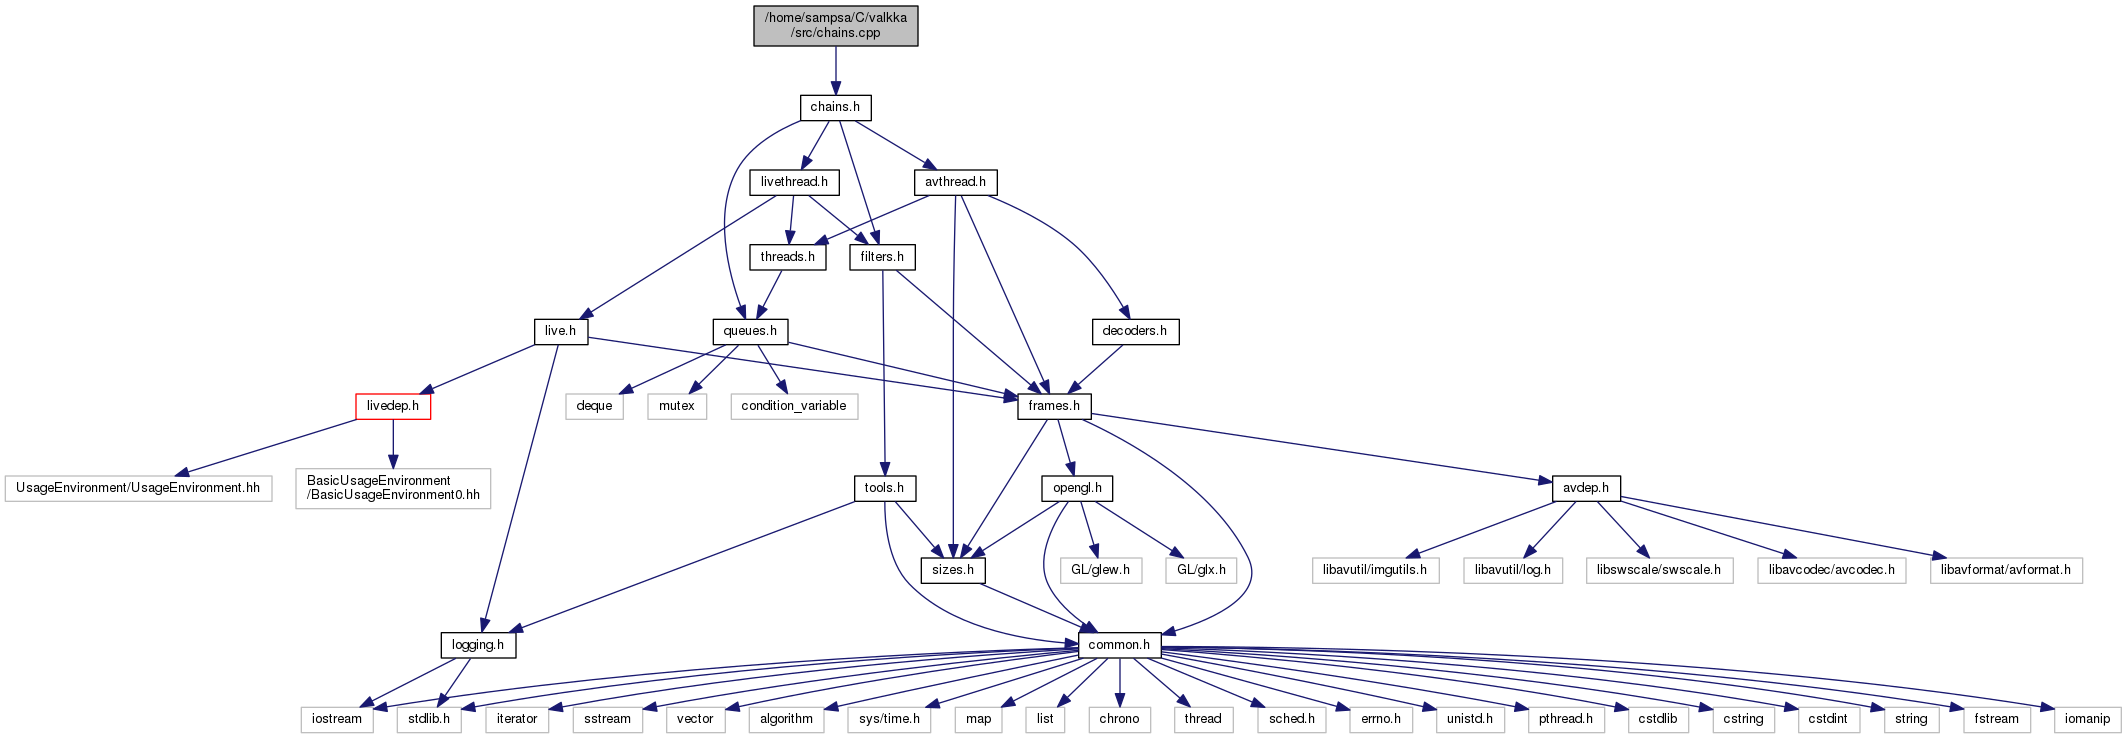 /home/sampsa/C/valkka
/src/chains.cpp
chains.h
livethread.h
avthread.h
threads.h
filters.h
live.h
queues.h
decoders.h
livedep.h
deque
mutex
condition_variable
frames.h
UsageEnvironment/UsageEnvironment.hh
BasicUsageEnvironment
/BasicUsageEnvironment0.hh
tools.h
opengl.h
avdep.h
sizes.h
GL/glew.h
GL/glx.h
libavutil/imgutils.h
libavutil/log.h
libswscale/swscale.h
libavcodec/avcodec.h
libavformat/avformat.h
logging.h
common.h
iostream
stdlib.h
iterator
sstream
vector
algorithm
sys/time.h
map
list
chrono
thread
sched.h
errno.h
unistd.h
pthread.h
cstdlib
cstring
cstdint
string
fstream
iomanip